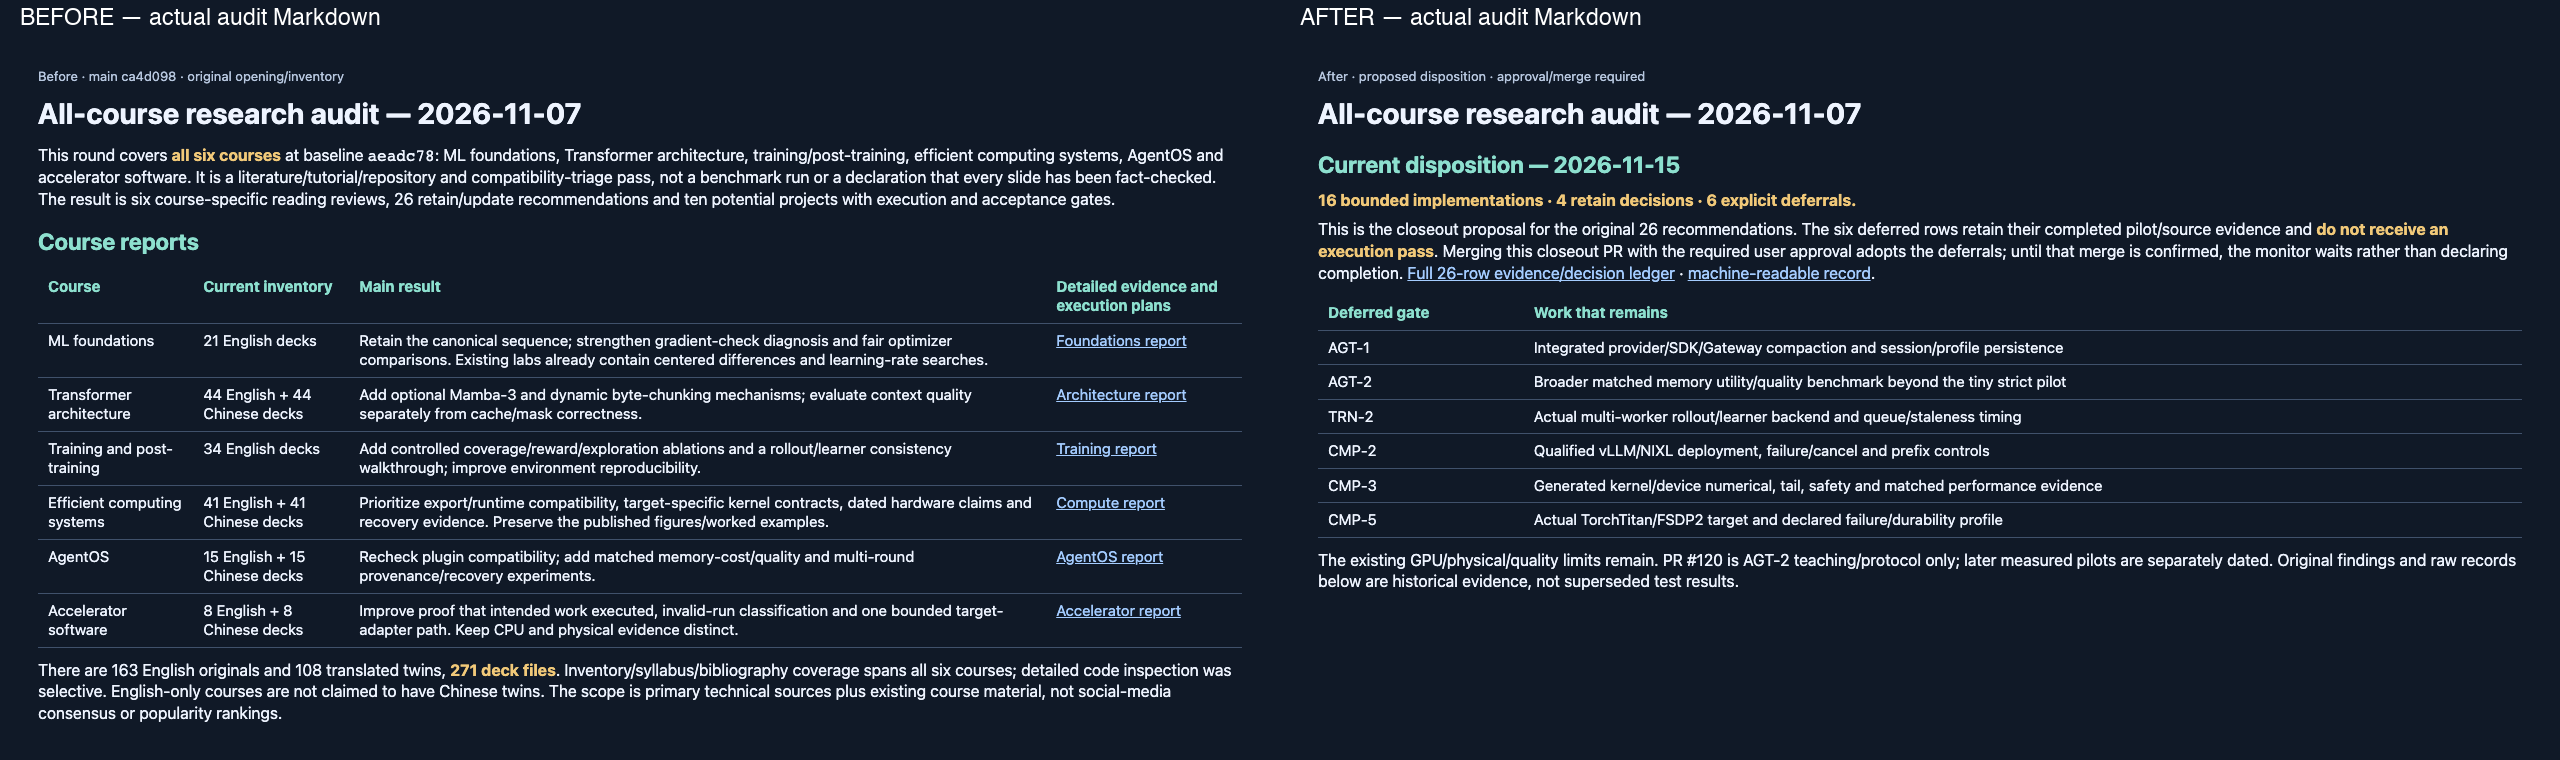 BEFORE — actual audit Markdown
Before · main ca4d098 · original opening/inventory
All-course research audit — 2026-11-07
This round covers all six courses at baseline aeadc78: ML foundations, Transformer architecture, training/post-training, efficient computing systems, AgentOS and
accelerator software. It is a literature/tutorial/repository and compatibility-triage pass, not a benchmark run or a declaration that every slide has been fact-checked.
The result is six course-specific reading reviews, 26 retain/update recommendations and ten potential projects with execution and acceptance gates.
Course reports
Course Current inventory Main result Detailed evidence and
execution plans
ML foundations 21 English decks Retain the canonical sequence; strengthen gradient-check diagnosis and fair optimizer Foundations report
comparisons. Existing labs already contain centered differences and learning-rate searches.
Transformer 44 English + 44 Add optional Mamba-3 and dynamic byte-chunking mechanisms; evaluate context quality Architecture report
architecture Chinese decks separately from cache/mask correctness.
Training and post- 34 English decks Add controlled coverage/reward/exploration ablations and a rollout/learner consistency Training report
training walkthrough; improve environment reproducibility.
Efficient computing 41 English + 41 Prioritize export/runtime compatibility, target-specific kernel contracts, dated hardware claims and Compute report
systems Chinese decks recovery evidence. Preserve the published figures/worked examples.
AgentOS 15 English + 15 Recheck plugin compatibility; add matched memory-cost/quality and multi-round AgentOS report
Chinese decks provenance/recovery experiments.
Accelerator 8 English + 8 Improve proof that intended work executed, invalid-run classification and one bounded target- Accelerator report
software Chinese decks adapter path. Keep CPU and physical evidence distinct.
There are 163 English originals and 108 translated twins, 271 deck files. Inventory/syllabus/bibliography coverage spans all six courses; detailed code inspection was
selective. English-only courses are not claimed to have Chinese twins. The scope is primary technical sources plus existing course material, not social-media
consensus or popularity rankings.
AFTER — actual audit Markdown
After · proposed disposition · approval/merge required
All-course research audit — 2026-11-07
Current disposition — 2026-11-15
16 bounded implementations · 4 retain decisions · 6 explicit deferrals.
This is the closeout proposal for the original 26 recommendations. The six deferred rows retain their completed pilot/source evidence and do not receive an
execution pass. Merging this closeout PR with the required user approval adopts the deferrals; until that merge is confirmed, the monitor waits rather than declaring
completion. Full 26-row evidence/decision ledger · machine-readable record.
Deferred gate Work that remains
AGT-1 Integrated provider/SDK/Gateway compaction and session/profile persistence
AGT-2 Broader matched memory utility/quality benchmark beyond the tiny strict pilot
TRN-2 Actual multi-worker rollout/learner backend and queue/staleness timing
CMP-2 Qualified vLLM/NIXL deployment, failure/cancel and prefix controls
CMP-3 Generated kernel/device numerical, tail, safety and matched performance evidence
CMP-5 Actual TorchTitan/FSDP2 target and declared failure/durability profile
The existing GPU/physical/quality limits remain. PR #120 is AGT-2 teaching/protocol only; later measured pilots are separately dated. Original findings and raw records
below are historical evidence, not superseded test results.